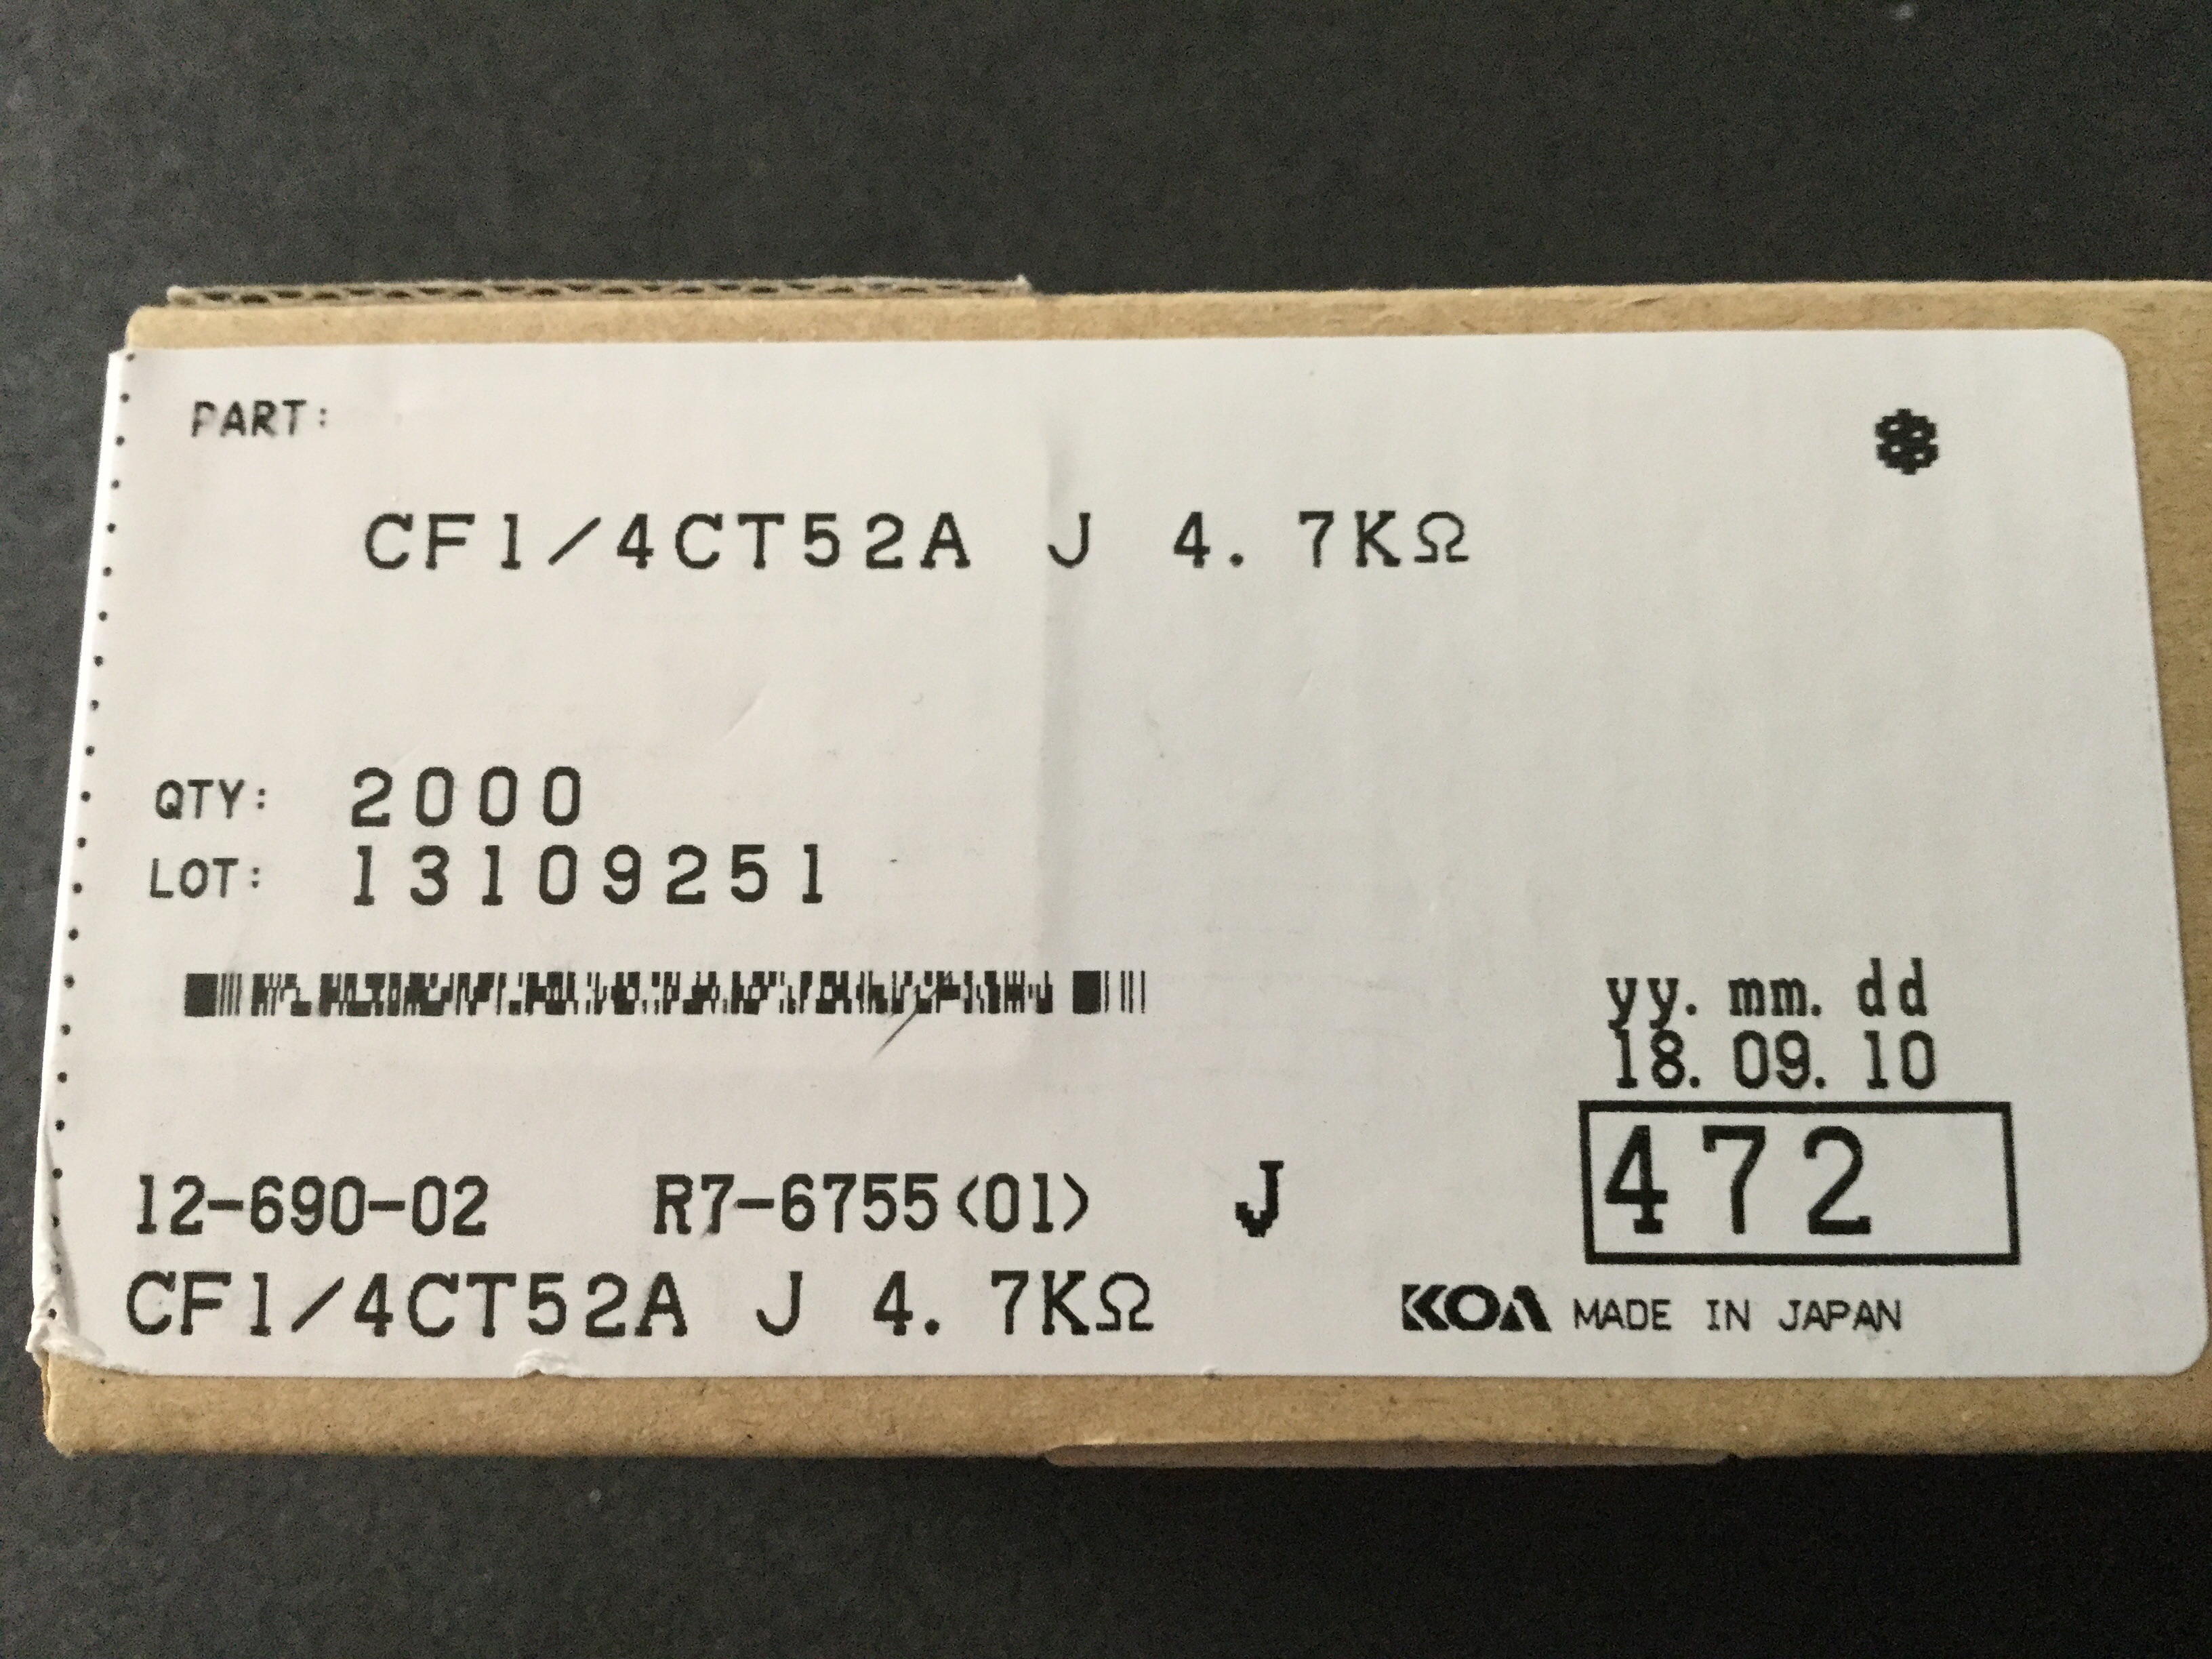 PART:
CF1/4CT52A J 4.7KΩ
QTY: 2000
LOT: 13109251
yy.mm.dd
18.09.10
472
12-690-02 R7-6755<01> J
CF1/4CT52A J 4.7KΩ
KOA MADE IN JAPAN